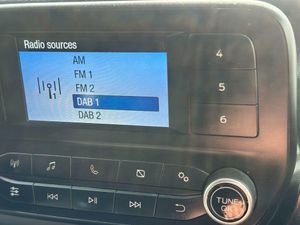 Radio sources
AM
FM 1
FM 2
DAB 1
DAB 2
4
5
6
TUNE
OK